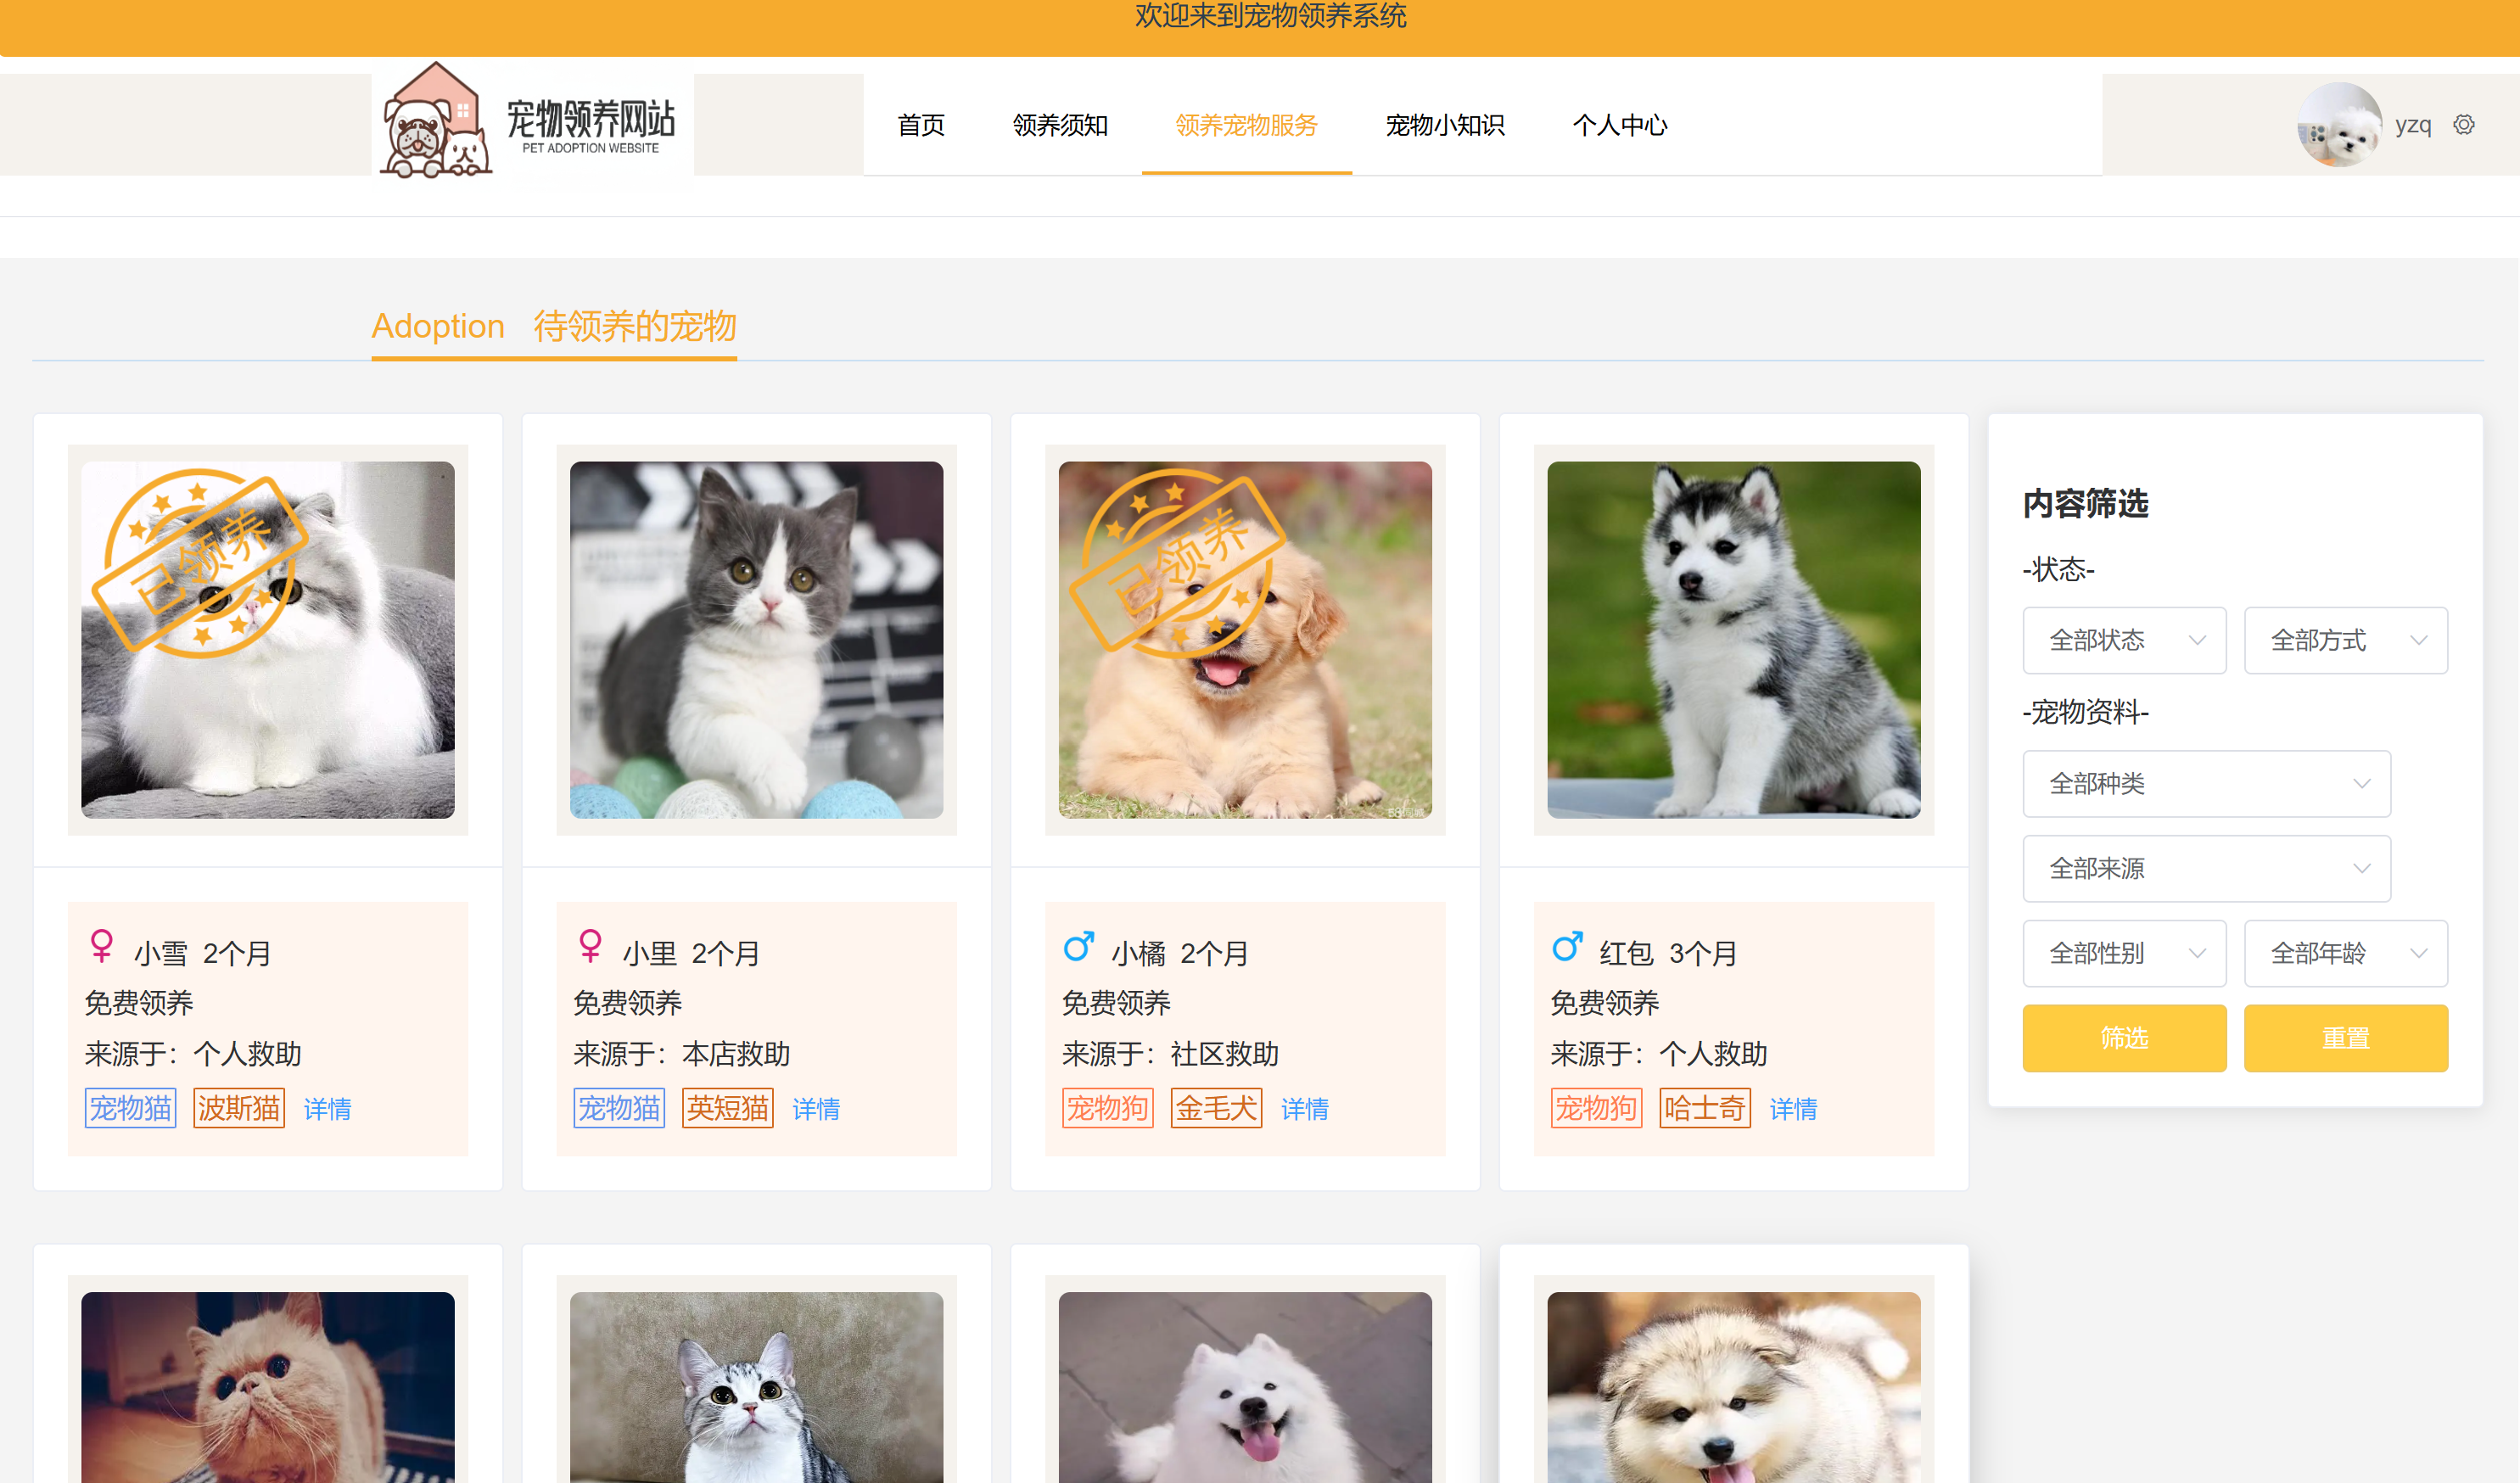 欢迎来到宠物领养系统
宠物领养网站
PET ADOPTION WEBSITE
首页
领养须知
领养宠物服务
宠物小知识
个人中心
yzq
Adoption 待领养的宠物
已领养
已领养
小雪 2个月
免费领养
来源于：个人救助
宠物猫 波斯猫 详情
小里 2个月
免费领养
来源于：本店救助
宠物猫 英短猫 详情
小橘 2个月
免费领养
来源于：社区救助
宠物狗 金毛犬 详情
红包 3个月
免费领养
来源于：个人救助
宠物狗 哈士奇 详情
内容筛选
-状态-
全部状态 全部方式
-宠物资料-
全部种类
全部来源
全部性别 全部年龄
筛选 重置